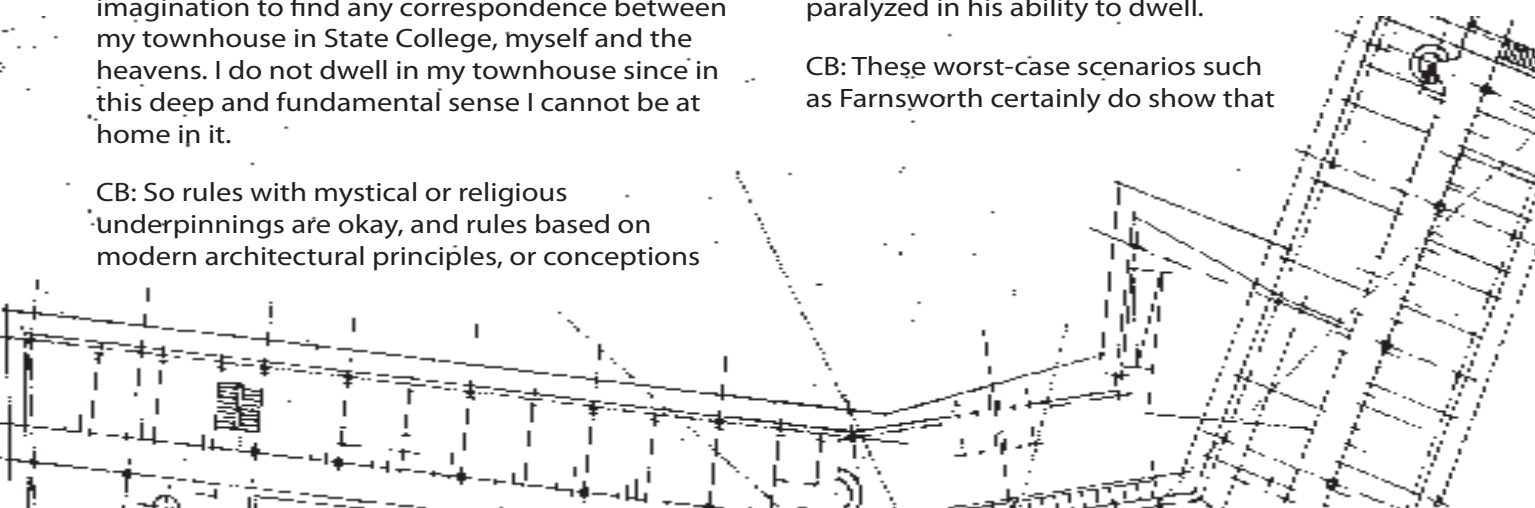 imagination to find any correspondence between
my townhouse in State College, myself and the
heavens. I do not dwell in my townhouse since in
this deep and fundamental sense I cannot be at
home in it.
CB: So rules with mystical or religious
underpinnings are okay, and rules based on
modern architectural principles, or conceptions
paralyzed in his ability to dwell.
CB: These worst-case scenarios such
as Farnsworth certainly do show that